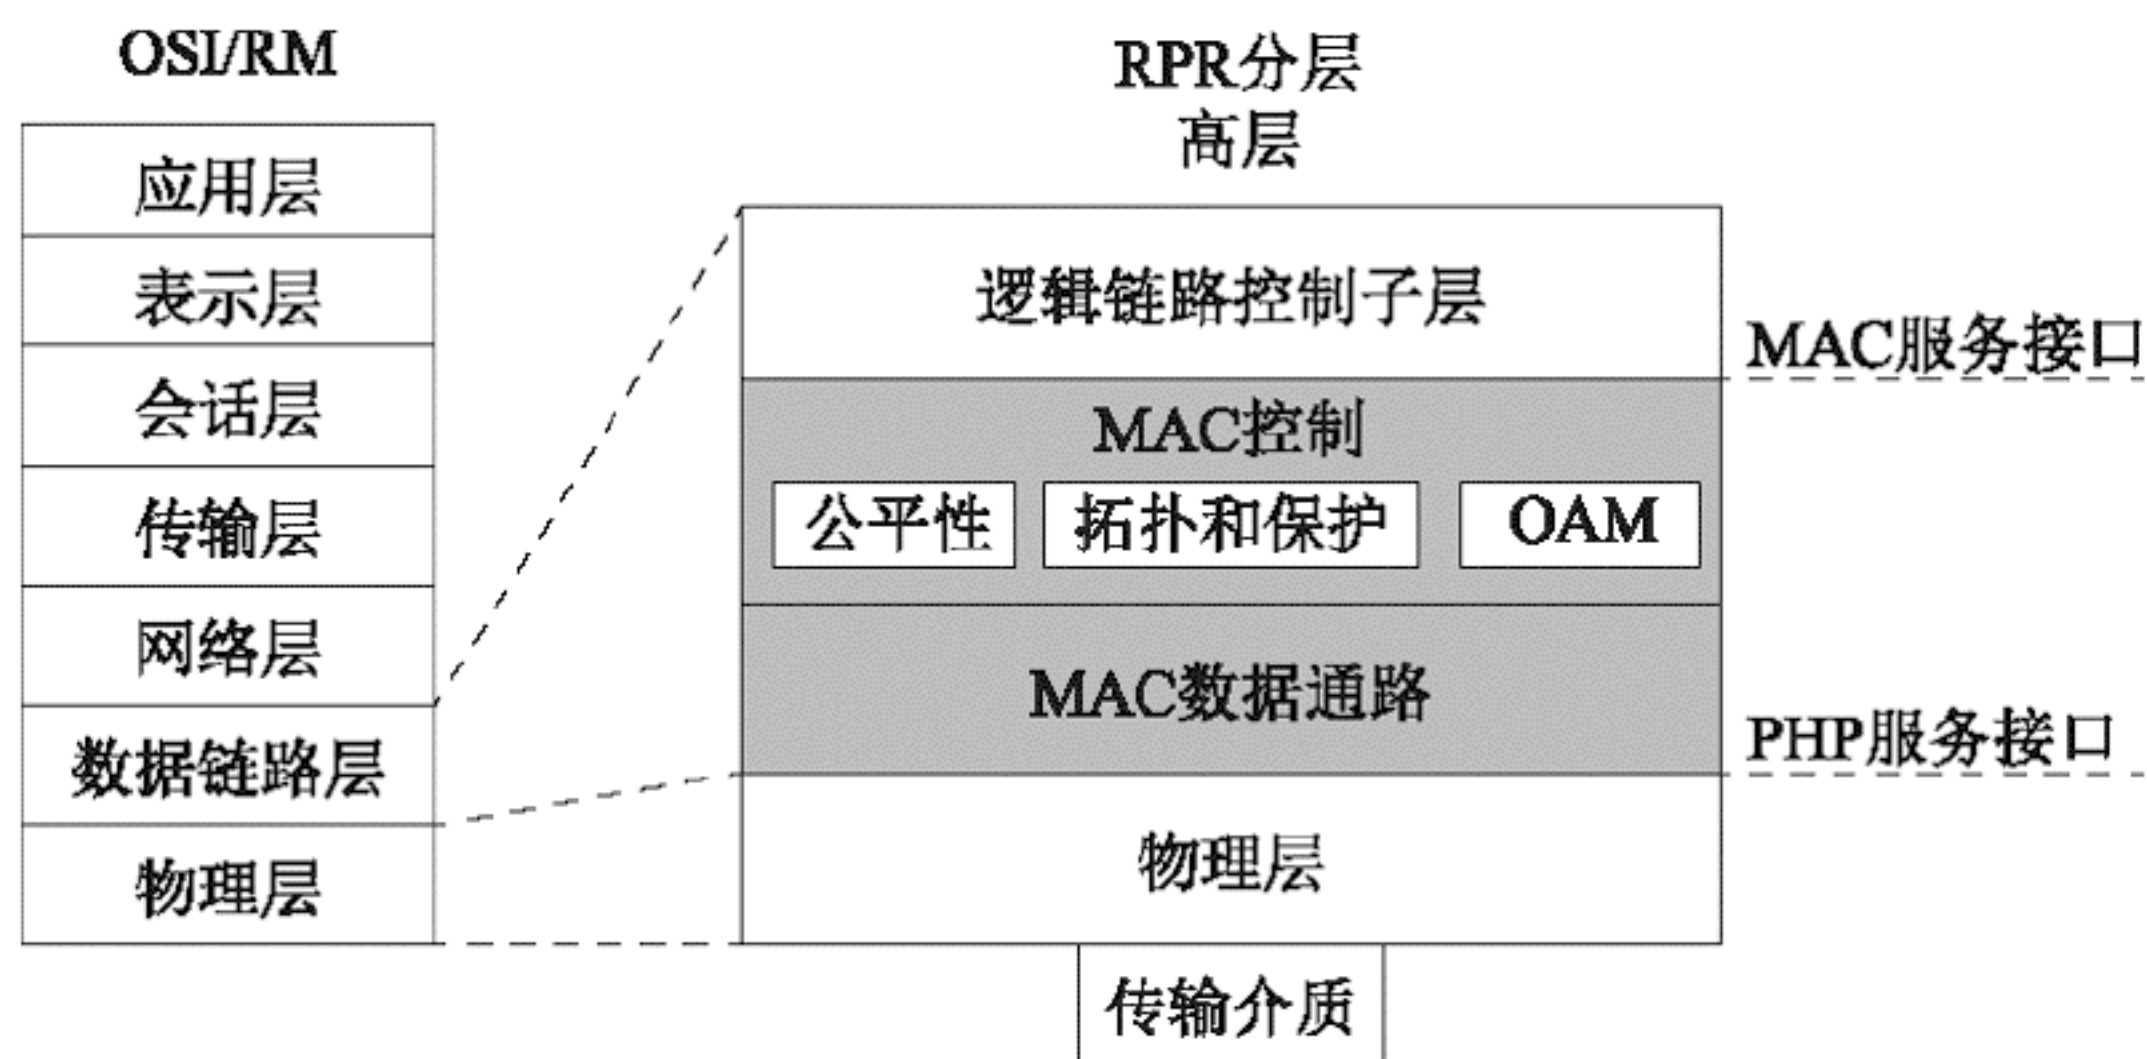 OSI/RM
应用层
表示层
会话层
传输层
网络层
数据链路层
物理层
RPR分层
高层
逻辑链路控制子层
MAC服务接口
MAC控制
公平性
拓扑和保护
OAM
MAC数据通路
PHP服务接口
物理层
传输介质